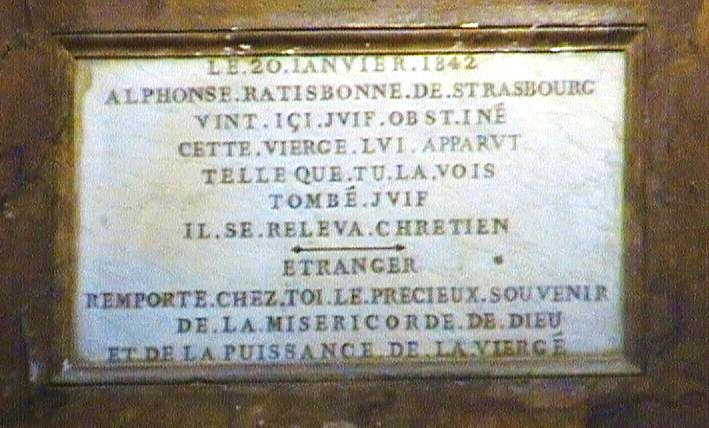 LE.20.IANVIER.1842
ALPHONSE.RATISBONNE.DE.STRASBOURG
VINT.IÇI.JVIF.OBSTINÉ
CETTE.VIERGE.LVI.APPARVT
TELLE QUE.TU.LA.VOIS
TOMBÉ.JVIF
IL.SE.RELEVA.CHRETIEN
ETRANGER
REMPORTE.CHEZ.TOI.LE.PRECIEUX.SOUVENIR
DE.LA.MISERICORDE.DE.DIEU
ET.DE LA PUISSANCE.DE.LA.VIERGÉ